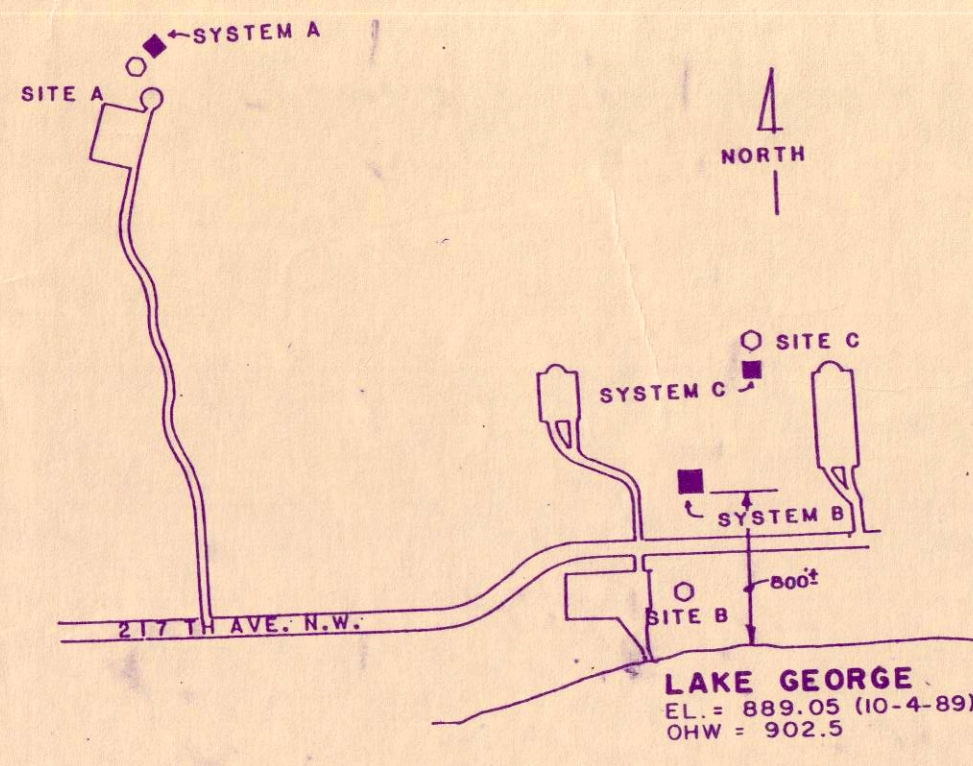 SYSTEM A
SITE A
NORTH
SITE C
SYSTEM C
SYSTEM B
800'±
217 TH AVE. N.W.
SITE B
LAKE GEORGE
EL. = 889.05 (10-4-89)
OHW = 902.5